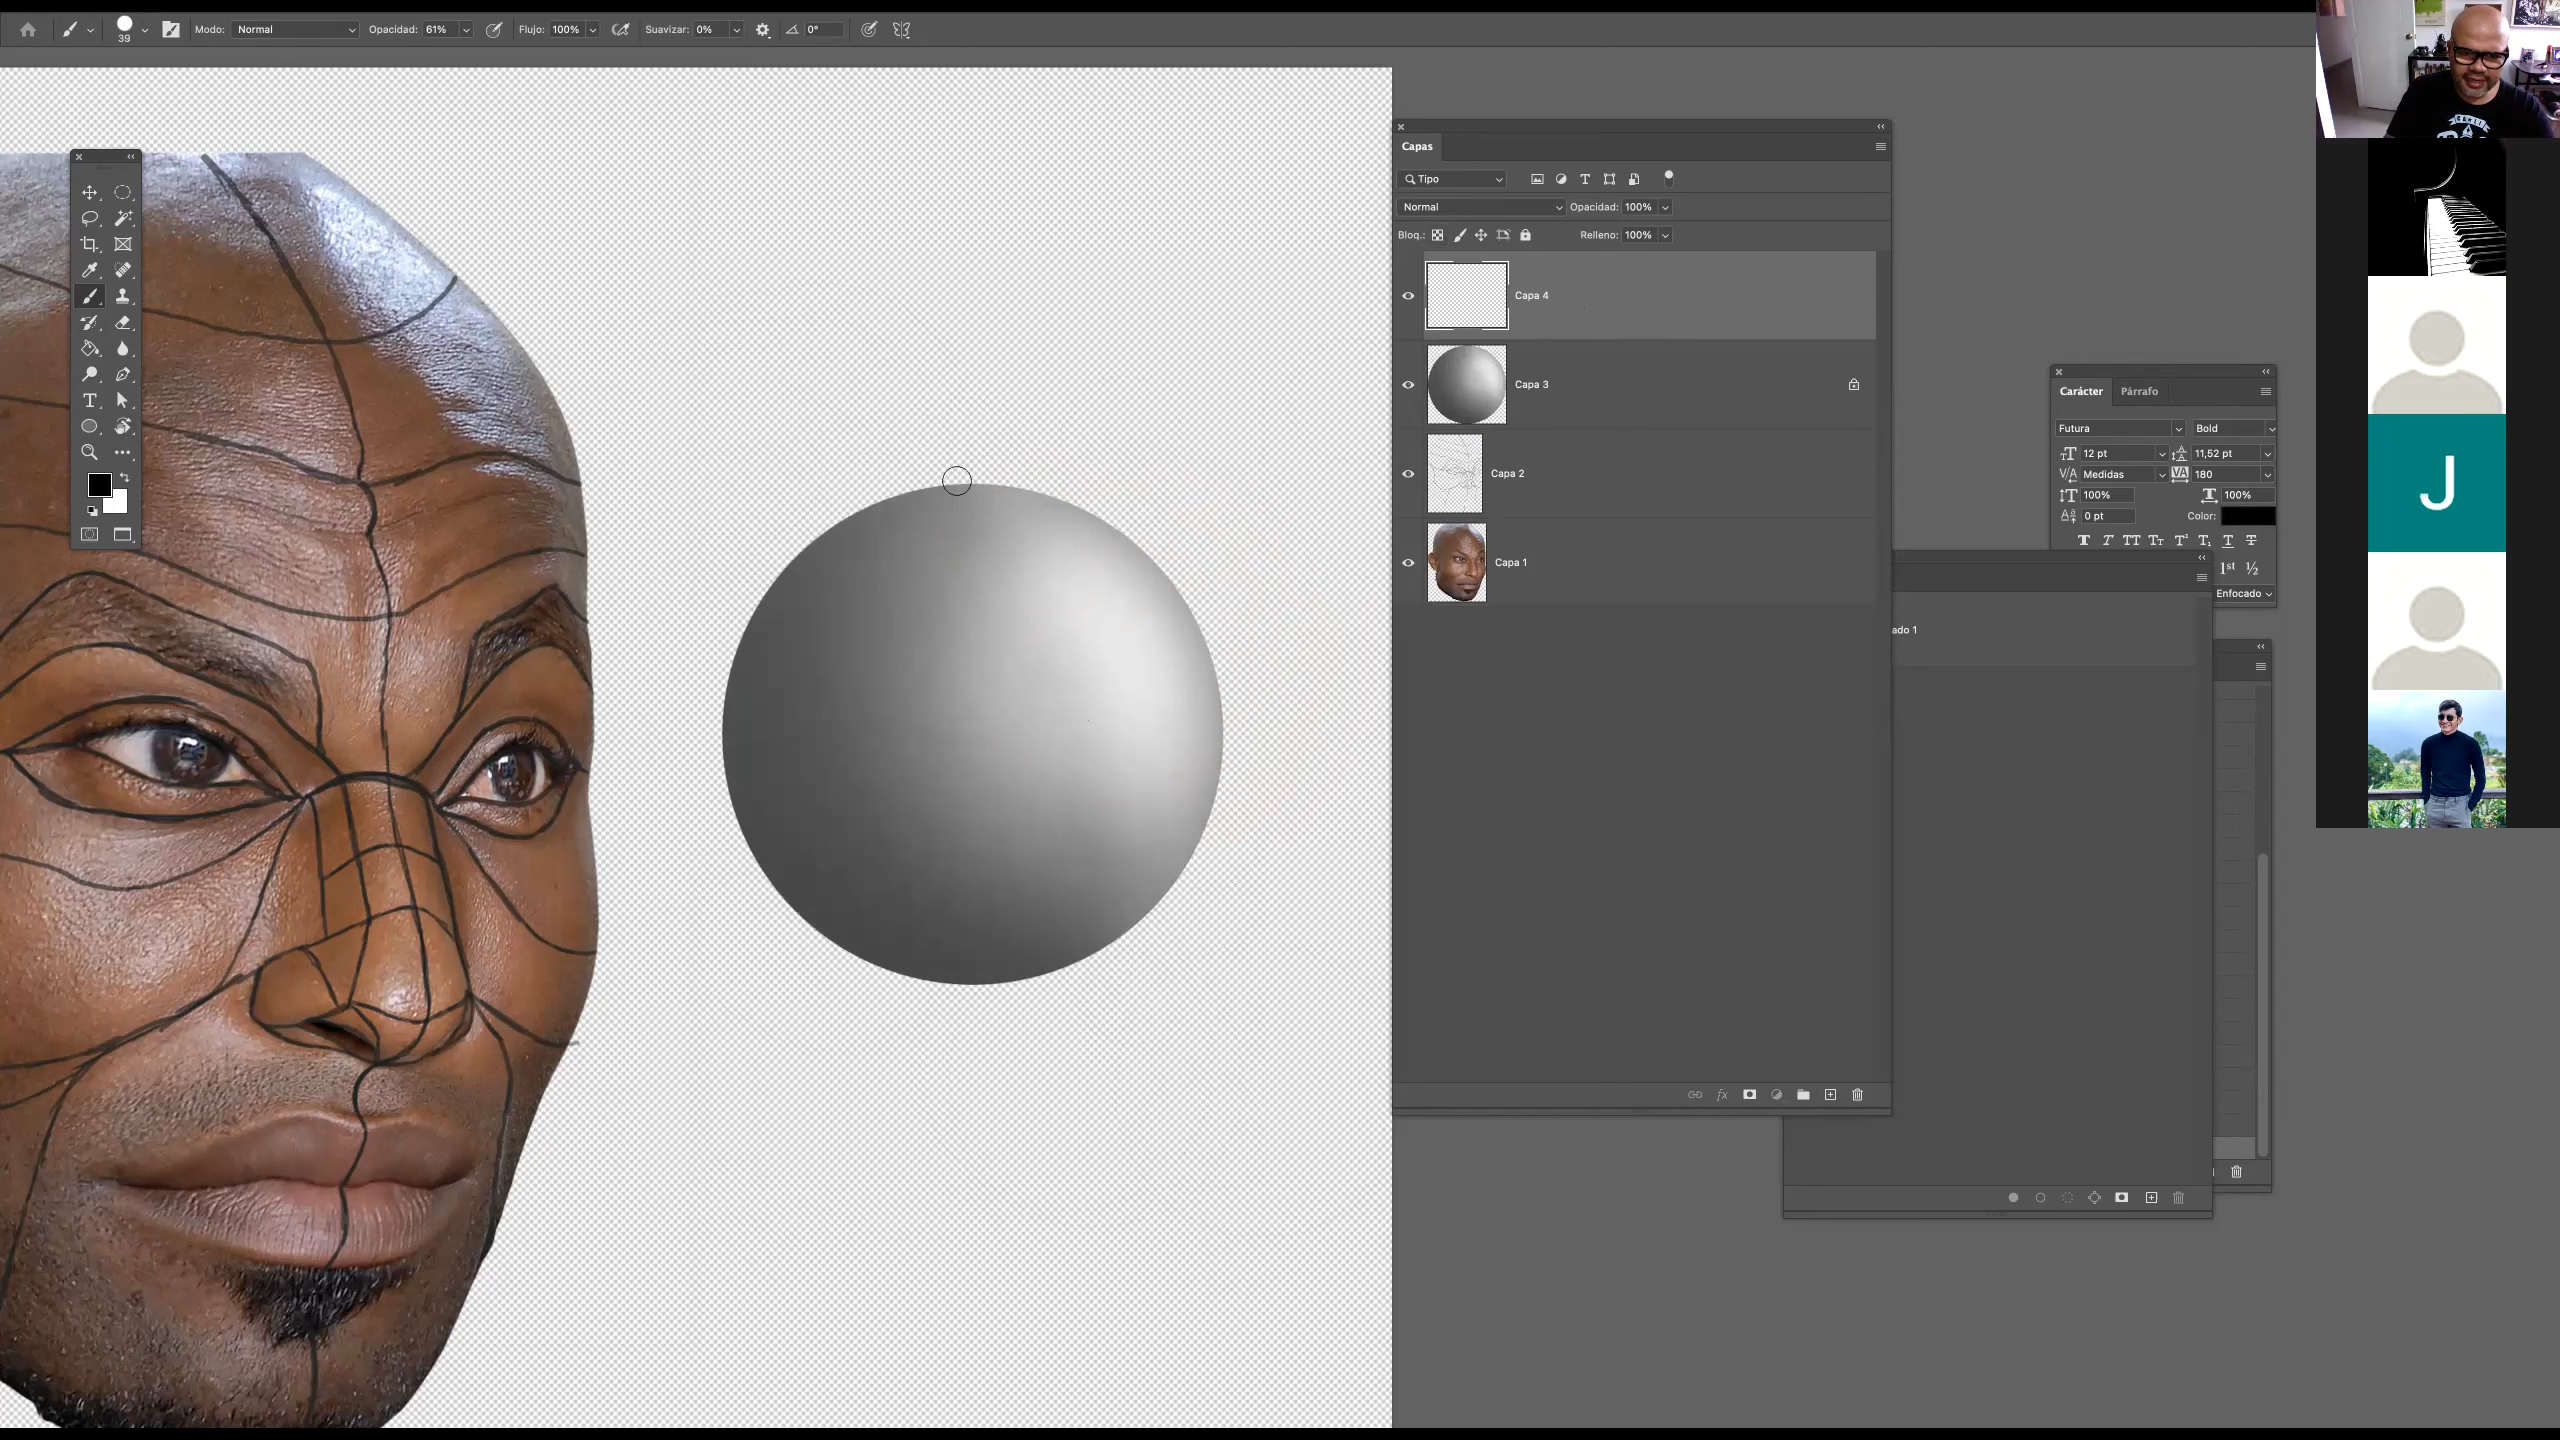 39
Modo: Normal Opacidad: 61% Flujo: 100% Suavizar: 0% 0°
Capas
Tipo
Normal Opacidad: 100%
Bloq.: Relleno: 100%
Capa 4
Capa 3
Capa 2
Capa 1
Carácter Párrafo
Futura Bold
12 pt 11,52 pt
Medidas 180
100% 100%
0 pt Color:
1st ½
Enfocado
ado 1
J